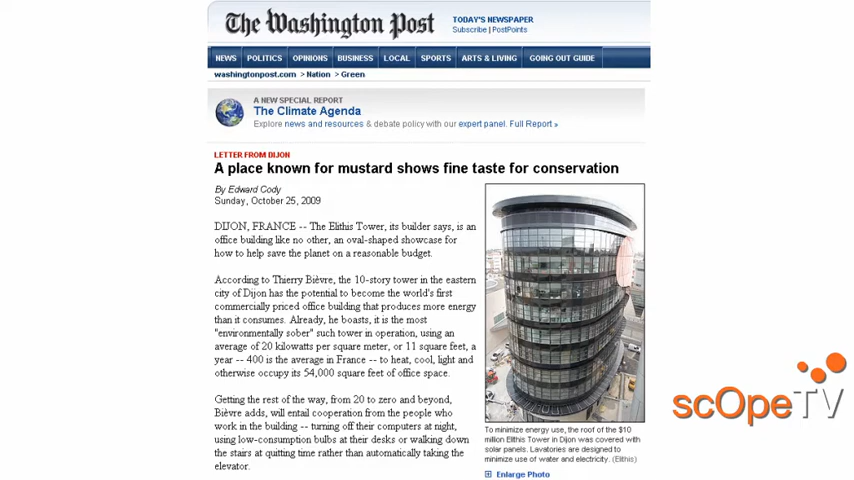 The Washington Post
TODAY'S NEWSPAPER
Subscribe | PostPoints
NEWS POLITICS OPINIONS BUSINESS LOCAL SPORTS ARTS & LIVING GOING OUT GUIDE
washingtonpost.com > Nation > Green
A NEW SPECIAL REPORT
The Climate Agenda
Explore news and resources & debate policy with our expert panel. Full Report »
LETTER FROM DIJON
A place known for mustard shows fine taste for conservation
By Edward Cody
Sunday, October 25, 2009
DIJON, FRANCE -- The Elithis Tower, its builder says, is an
office building like no other, an oval-shaped showcase for
how to help save the planet on a reasonable budget.
According to Thierry Bièvre, the 10-story tower in the eastern
city of Dijon has the potential to become the world's first
commercially priced office building that produces more energy
than it consumes. Already, he boasts, it is the most
"environmentally sober" such tower in operation, using an
average of 20 kilowatts per square meter, or 11 square feet, a
year -- 400 is the average in France -- to heat, cool, light and
otherwise occupy its 54,000 square feet of office space.
Getting the rest of the way, from 20 to zero and beyond,
Bièvre adds, will entail cooperation from the people who
work in the building -- turning off their computers at night,
using low-consumption bulbs at their desks or walking down
the stairs at quitting time rather than automatically taking the
elevator.
To minimize energy use, the roof of the $10
million Elithis Tower in Dijon was covered with
solar panels. Lavatories are designed to
minimize use of water and electricity. (Elithis)
Enlarge Photo
scOpeTV